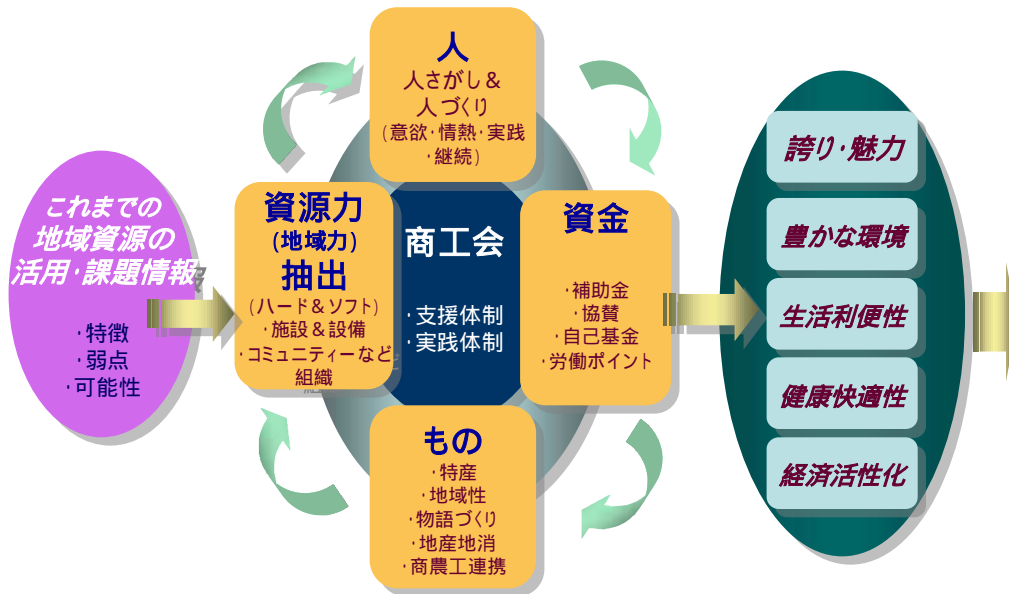 これまでの
地域資源の
活用・課題情報
・特徴
・弱点
・可能性
資源力
(地域力)
抽出
(ハード＆ソフト)
・施設＆設備
・コミュニティーなど
組織
人
人さがし＆
人づくり
(意欲・情熱・実践
・継続)
商工会
・支援体制
・実践体制
資金
・補助金
・協賛
・自己基金
・労働ポイント
もの
・特産
・地域性
・物語づくり
・地産地消
・商農工連携
誇り・魅力
豊かな環境
生活利便性
健康快適性
経済活性化